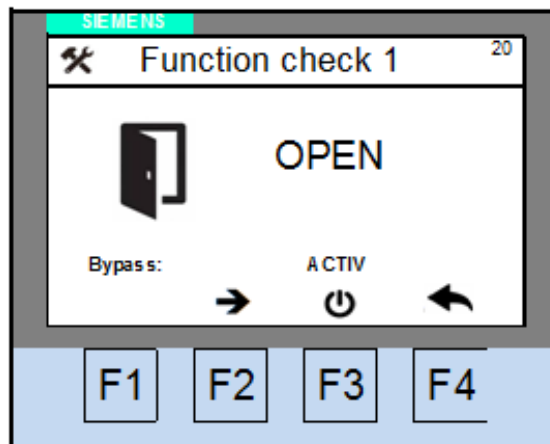 SIEMENS
Function check 1
20
OPEN
Bypass: ACTIV
F1 F2 F3 F4